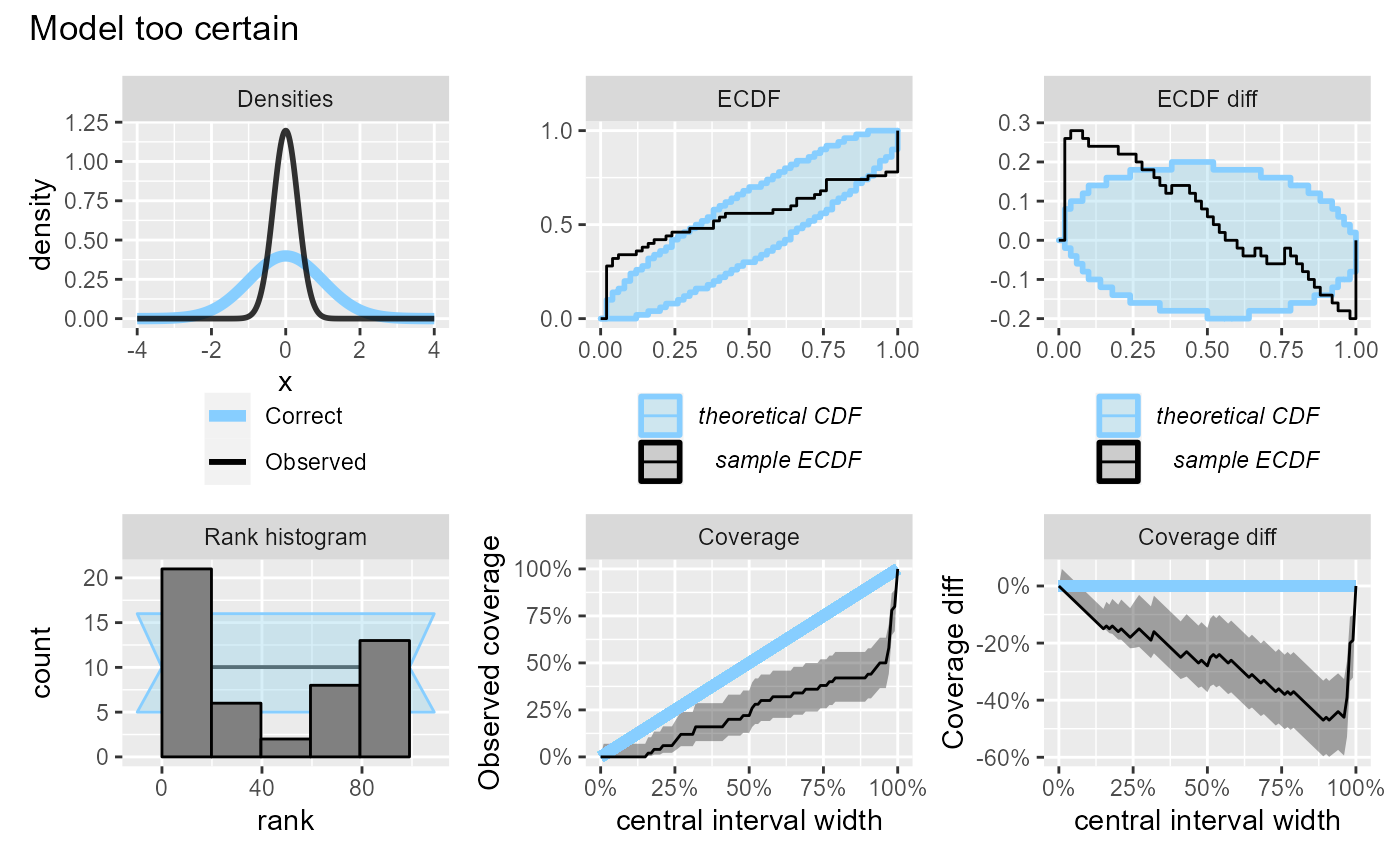 Model too certain
Densities
ECDF
ECDF diff
1.25
1.00
0.75
0.50
0.25
0.00
density
-4
-2
0
2
4
x
Correct
Observed
1.0
0.5
0.0
0.00
0.25
0.50
0.75
1.00
theoretical CDF
sample ECDF
0.3
0.2
0.1
0.0
-0.1
-0.2
0.00
0.25
0.50
0.75
1.00
theoretical CDF
sample ECDF
Rank histogram
Coverage
Coverage diff
20
15
10
5
0
count
0
40
80
rank
Observed coverage
100%
75%
50%
25%
0%
0%
25%
50%
75%
100%
central interval width
Coverage diff
0%
-20%
-40%
-60%
0%
25%
50%
75%
100%
central interval width